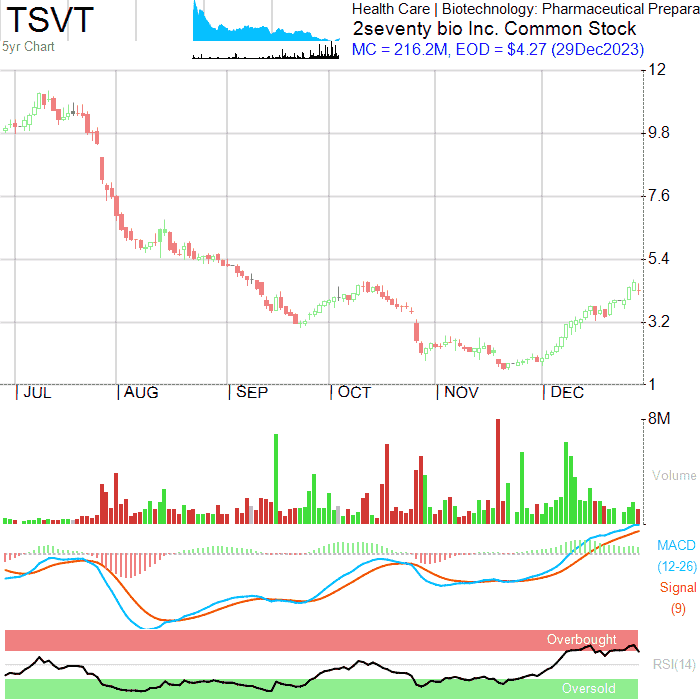 TSVT
5yr Chart
Health Care | Biotechnology: Pharmaceutical Prepara
2seventy bio Inc. Common Stock
MC = 216.2M, EOD = $4.27 (29Dec2023)
12
9.8
7.6
5.4
3.2
1
JUL AUG SEP OCT NOV DEC
8M
Volume
MACD
(12-26)
Signal
(9)
Overbought
RSI(14)
Oversold